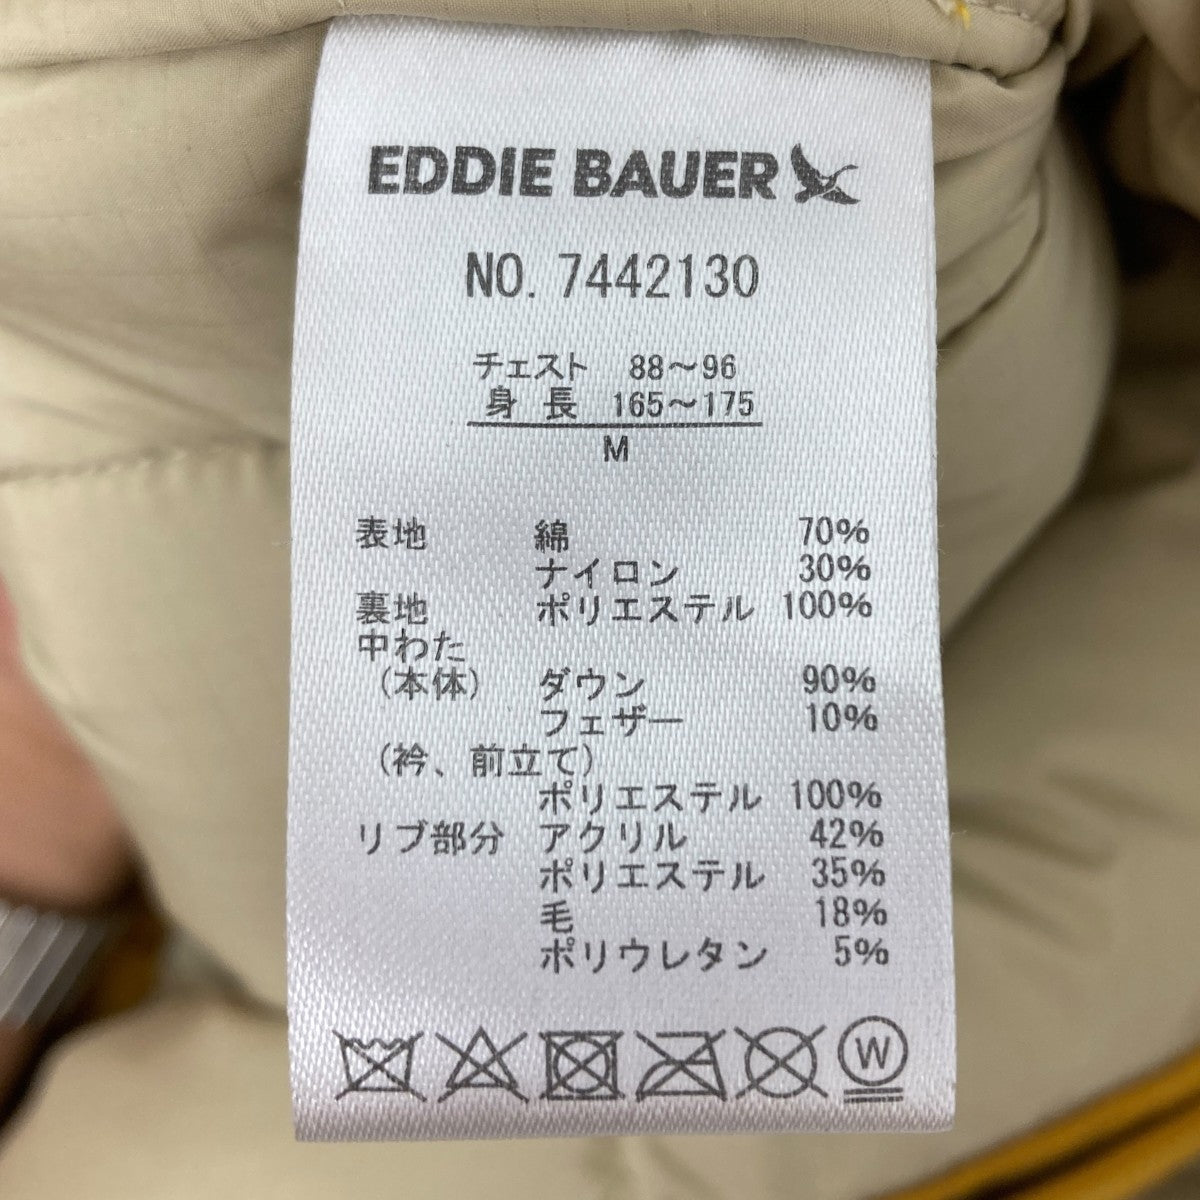 EDDIE BAUER
NO. 7442130
チェスト 88～96
身長 165～175
M
表地 綿 70%
ナイロン 30%
裏地 ポリエステル 100%
中わた
(本体) ダウン 90%
フェザー 10%
(衿、前立て)
ポリエステル 100%
リブ部分 アクリル 42%
ポリエステル 35%
毛 18%
ポリウレタン 5%
W